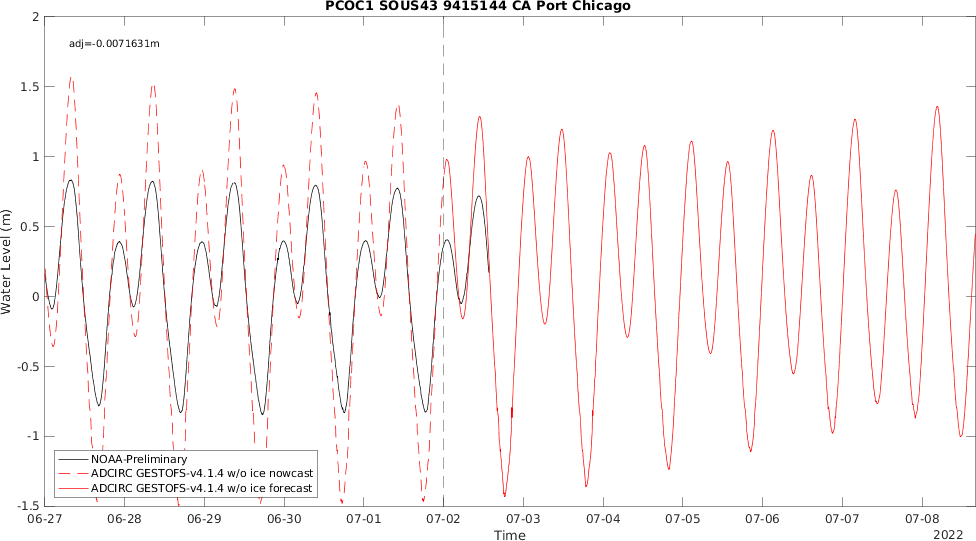 PCOC1 SOUS43 9415144 CA Port Chicago
adj=-0.0071631m
2
1.5
1
0.5
0
-0.5
-1
-1.5
Water Level (m)
NOAA-Preliminary
ADCIRC GESTOFS-v4.1.4 w/o ice nowcast
ADCIRC GESTOFS-v4.1.4 w/o ice forecast
06-27 06-28 06-29 06-30 07-01 07-02 07-03 07-04 07-05 07-06 07-07 07-08
Time
2022